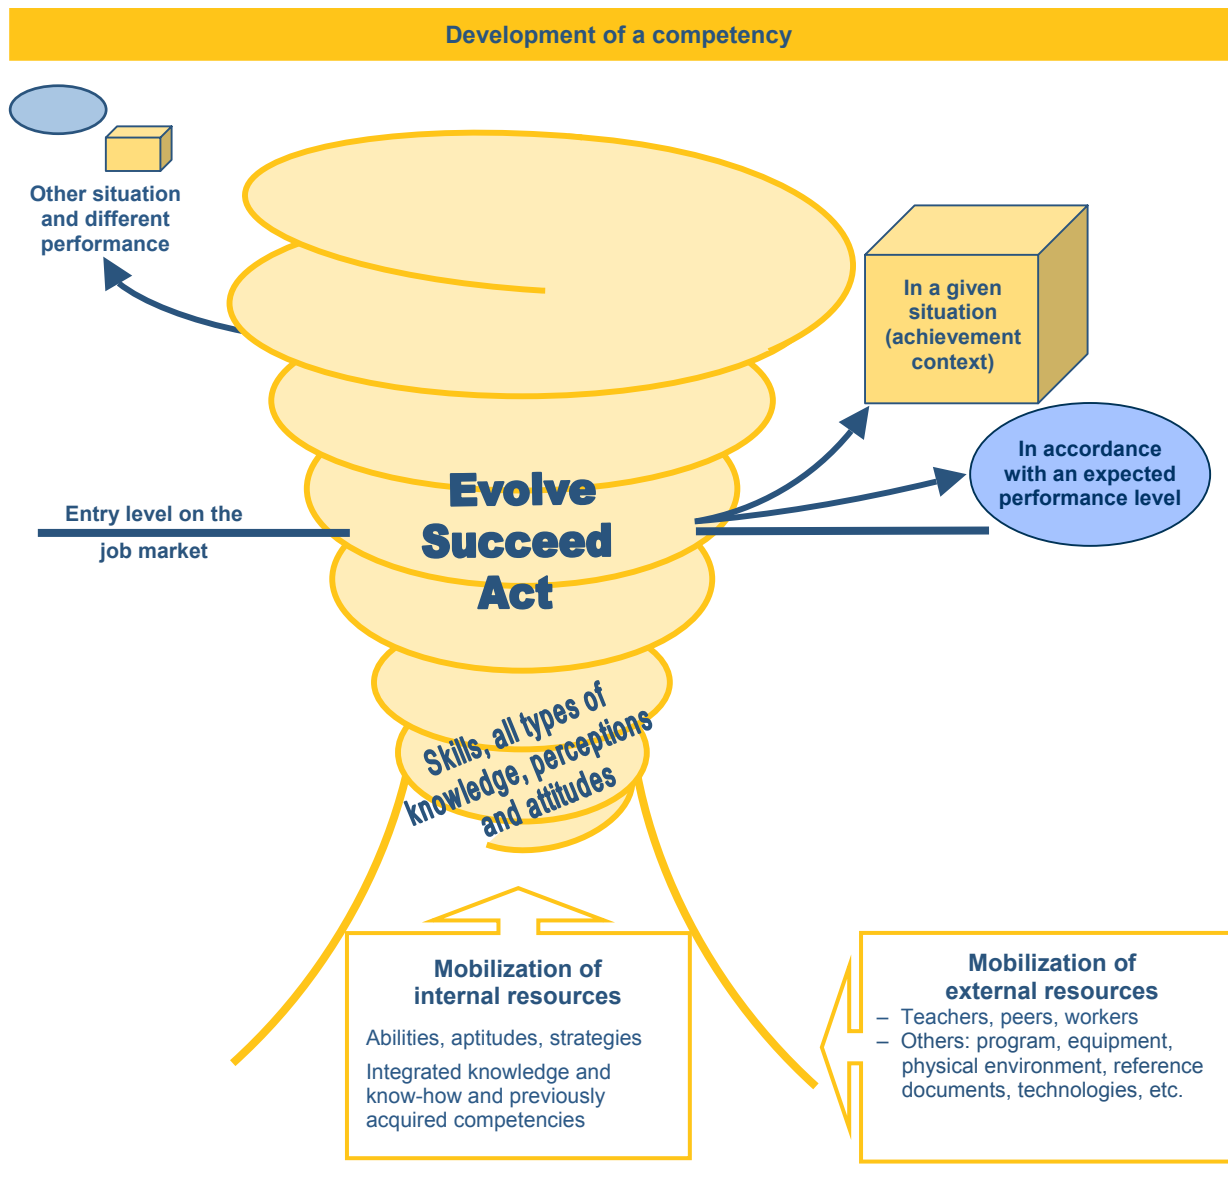 Development of a competency
Other situation
and different
performance
In a given
situation
(achievement
context)
In accordance
with an expected
performance level
Entry level on the
job market
Evolve
Succeed
Act
Skills, all types of
knowledge, perceptions
and attitudes
Mobilization of
internal resources
Abilities, aptitudes, strategies
Integrated knowledge and
know-how and previously
acquired competencies
Mobilization of
external resources
– Teachers, peers, workers
– Others: program, equipment,
physical environment, reference
documents, technologies, etc.